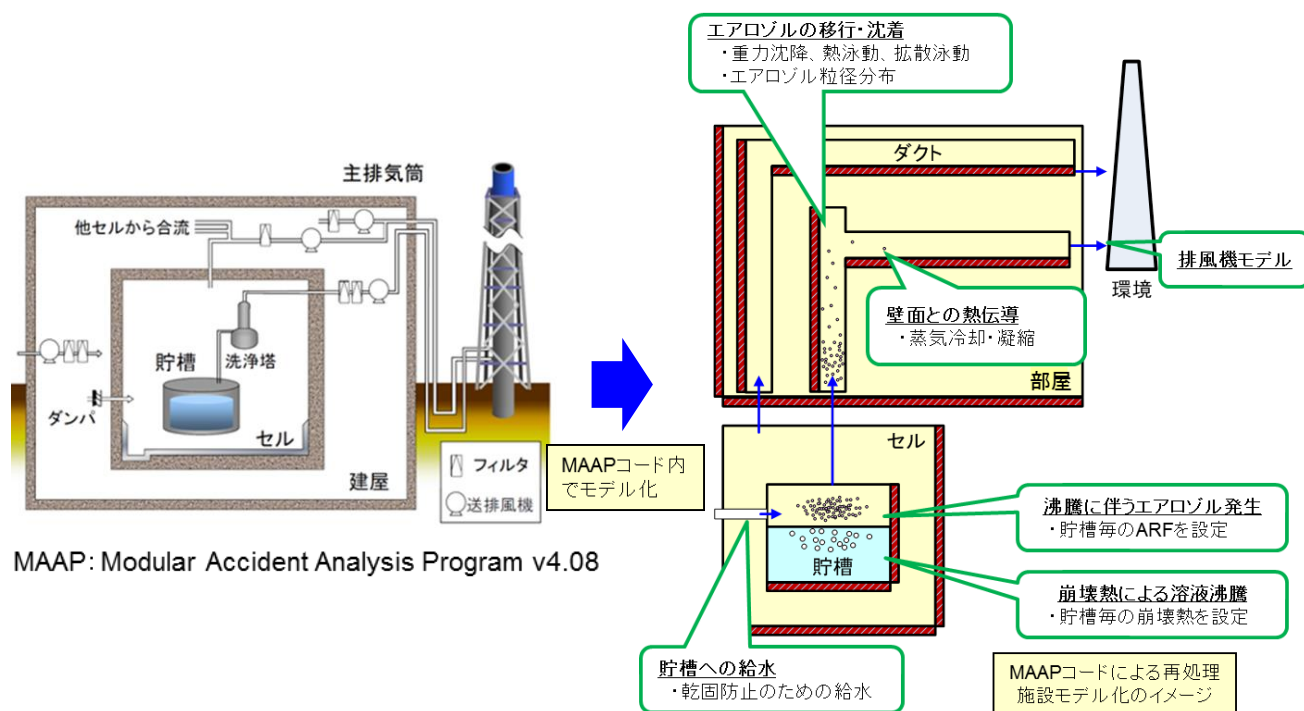 主排気筒
他セルから合流
貯槽
洗浄塔
ダンパ
セル
建屋
フィルタ
送排風機
MAAP: Modular Accident Analysis Program v4.08
MAAPコード内
でモデル化
エアロゾルの移行・沈着
・重力沈降、熱泳動、拡散泳動
・エアロゾル粒径分布
ダクト
排風機モデル
環境
壁面との熱伝導
・蒸気冷却・凝縮
部屋
セル
貯槽
沸騰に伴うエアロゾル発生
・貯槽毎のARFを設定
崩壊熱による溶液沸騰
・貯槽毎の崩壊熱を設定
貯槽への給水
・乾固防止のための給水
MAAPコードによる再処理
施設モデル化のイメージ